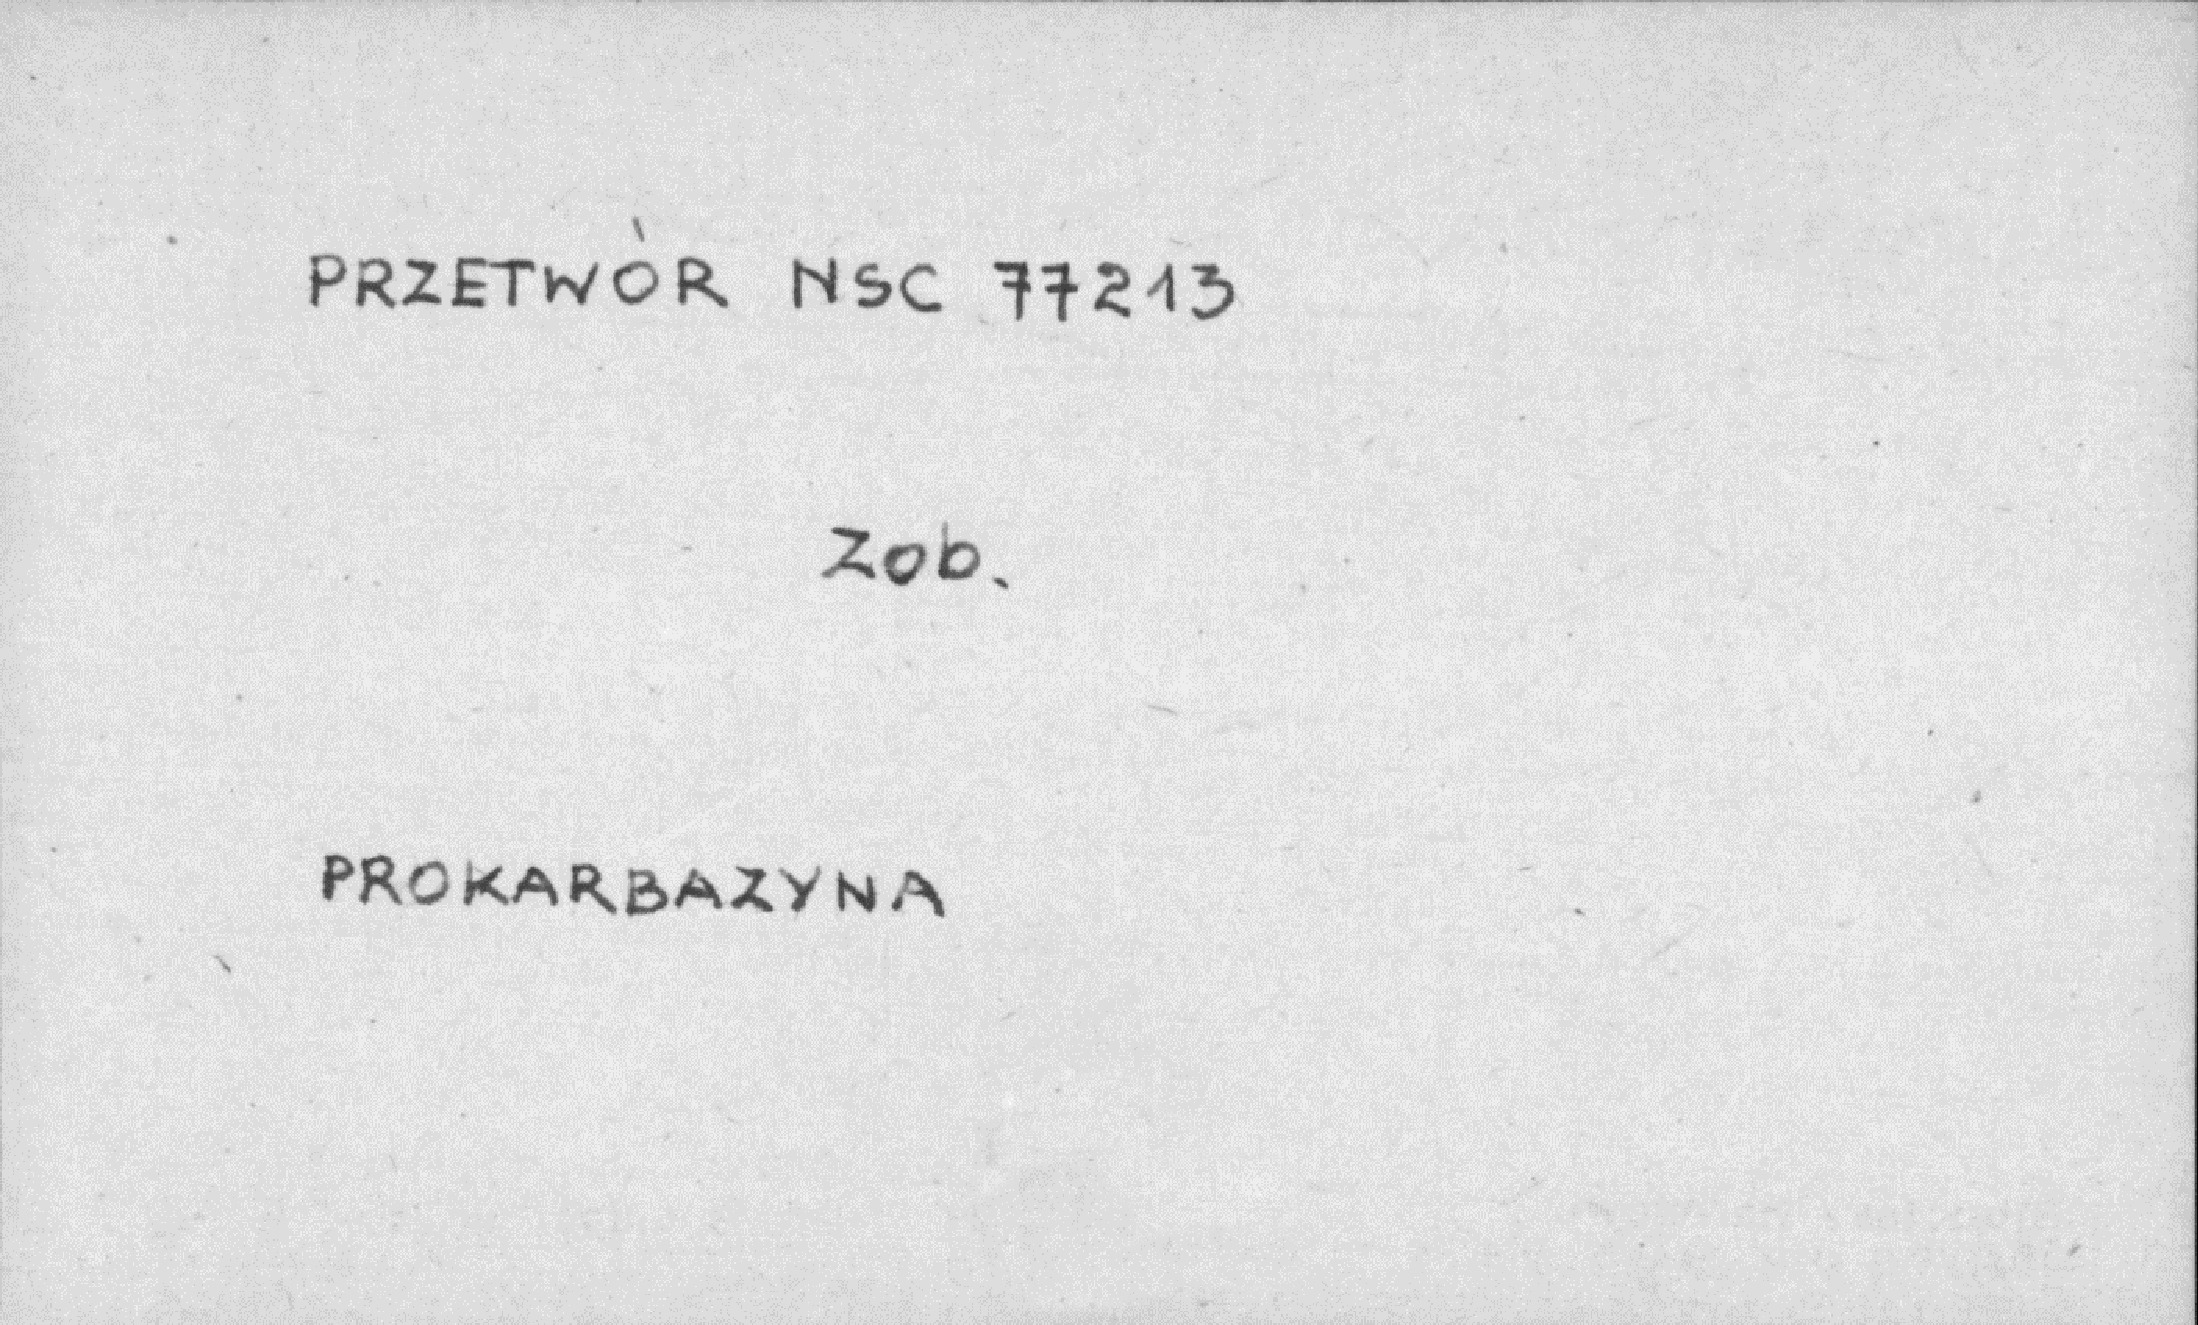 PRZETWÓR NSC 77213
Zob.
PROKARBAZYNA